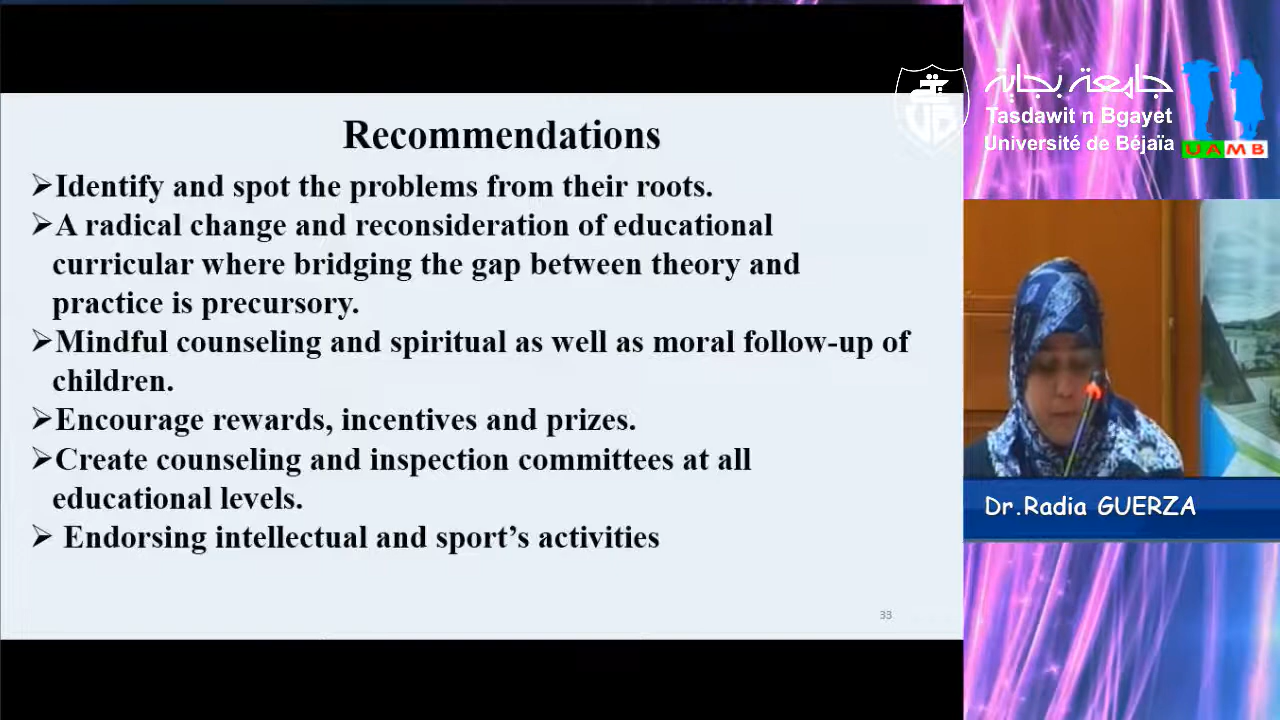 Recommendations
➢Identify and spot the problems from their roots.
➢A radical change and reconsideration of educational
curricular where bridging the gap between theory and
practice is precursory.
➢Mindful counseling and spiritual as well as moral follow-up of
children.
➢Encourage rewards, incentives and prizes.
➢Create counseling and inspection committees at all
educational levels.
➢ Endorsing intellectual and sport’s activities
33
جامعة بجاية
Tasdawit n Bgayet
Université de Béjaïa
UAMB
Dr.Radia GUERZA